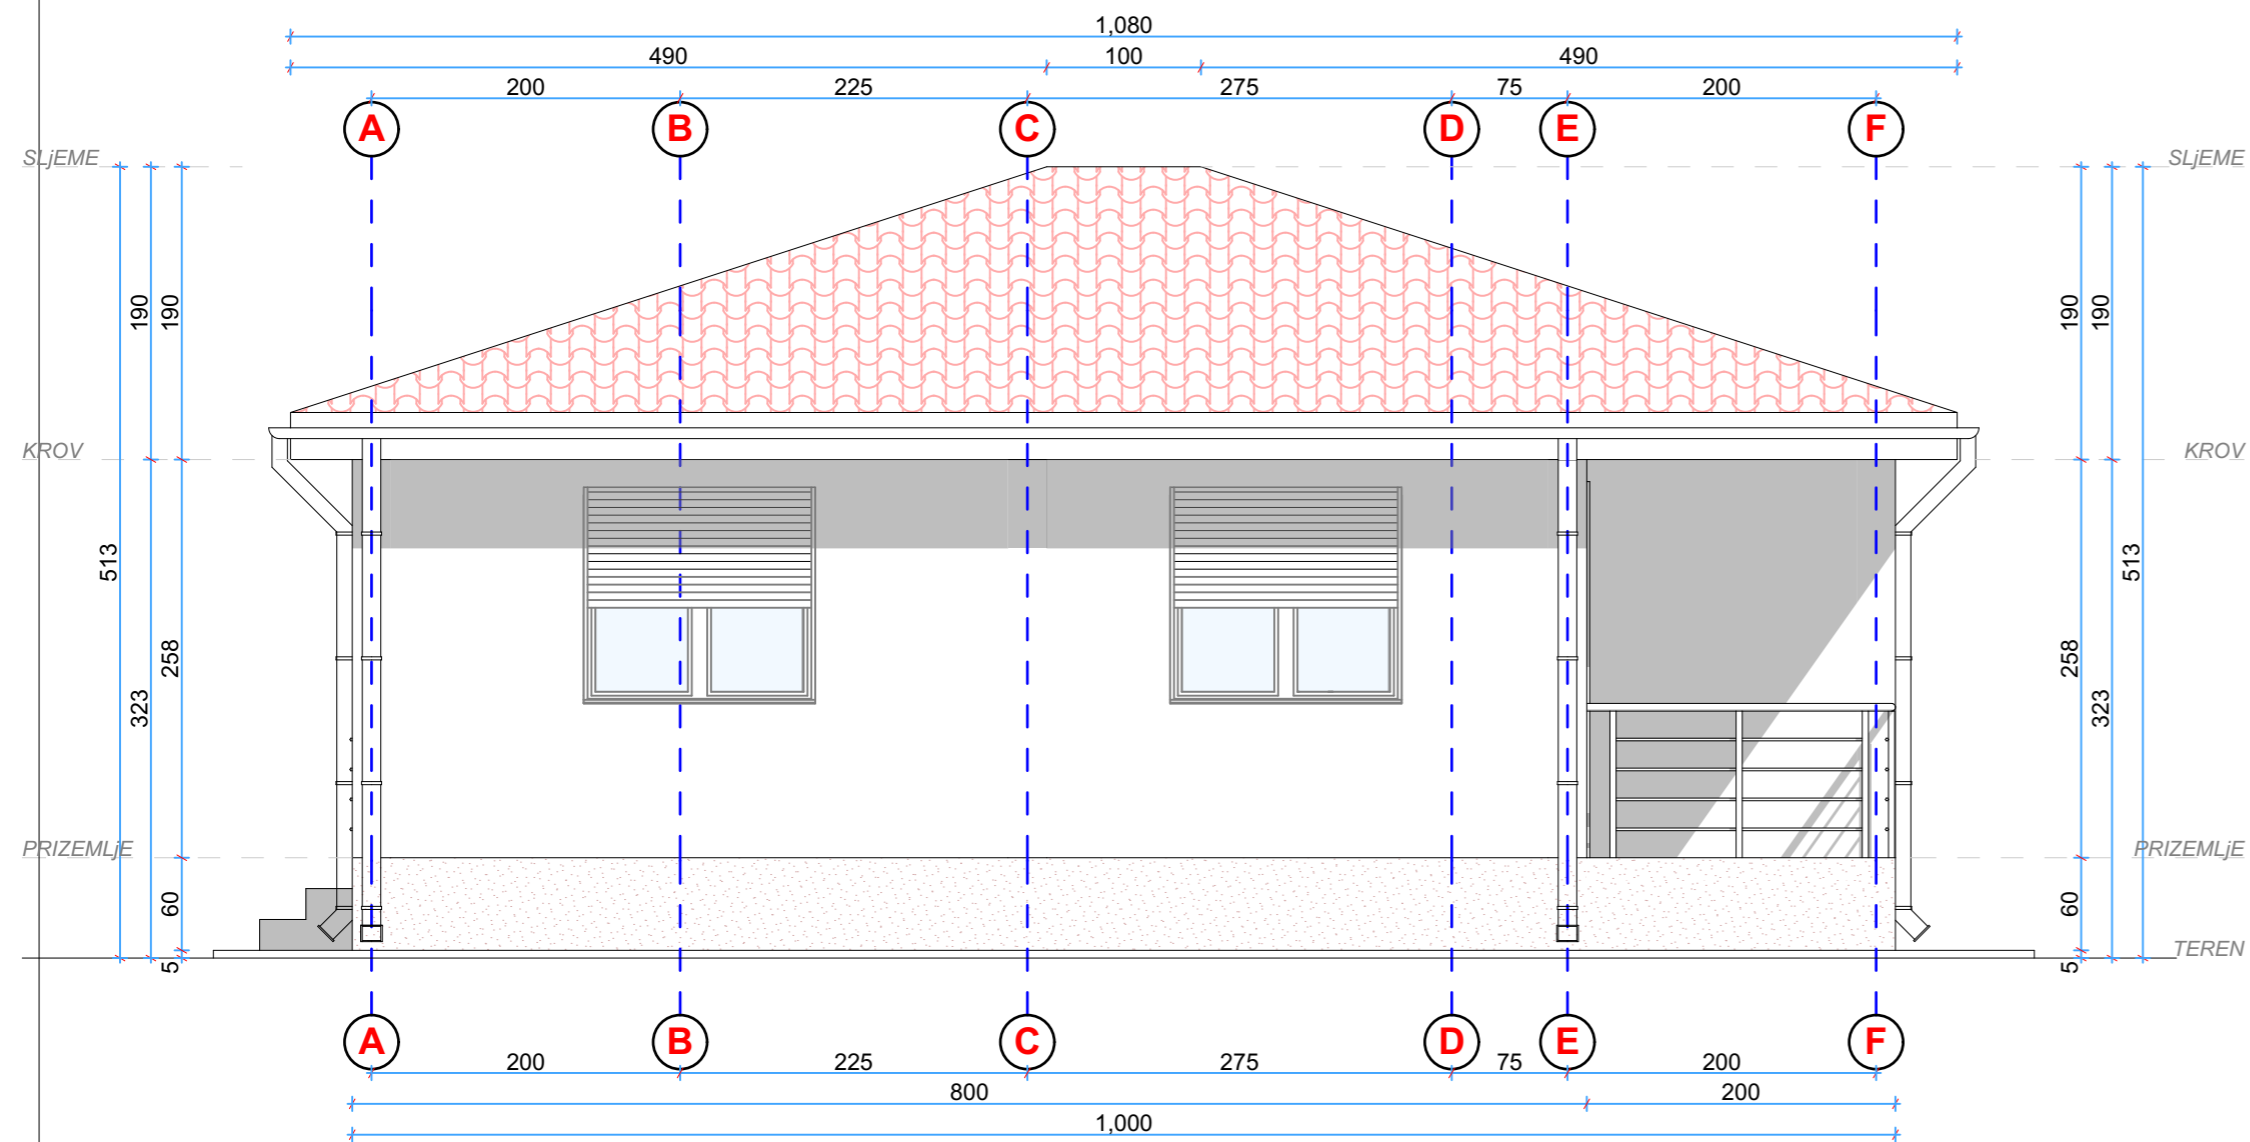 1,080
490 100 490
200 225 275 75 200
A B C D E F
SLjEME SLjEME
190 190 190 190
KROV KROV
513 513
258 258
323 323
PRIZEMLjE PRIZEMLjE
60 60
TEREN
5 5
A B C D E F
200 225 275 75 200
800 200
1,000